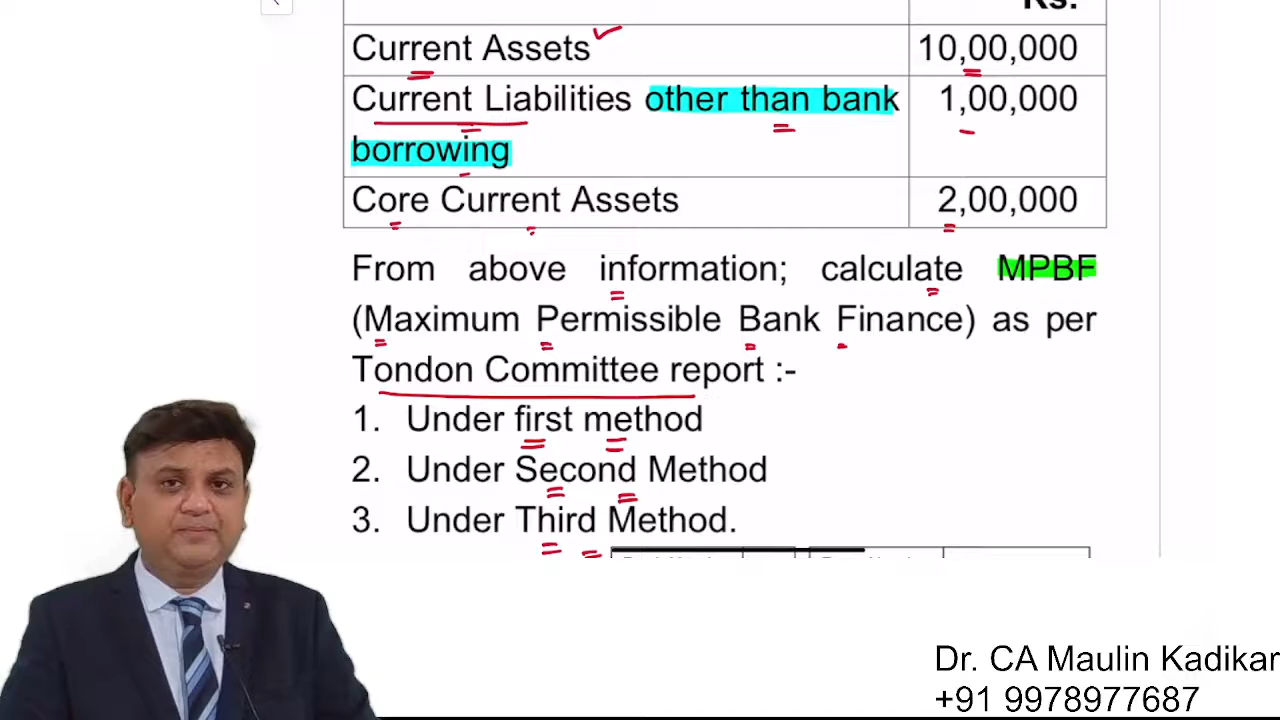 Rs.
Current Assets 10,00,000
Current Liabilities other than bank 1,00,000
borrowing
Core Current Assets 2,00,000
From above information; calculate MPBF
(Maximum Permissible Bank Finance) as per
Tondon Committee report :-
1. Under first method
2. Under Second Method
3. Under Third Method.
Dr. CA Maulin Kadikar
+91 9978977687